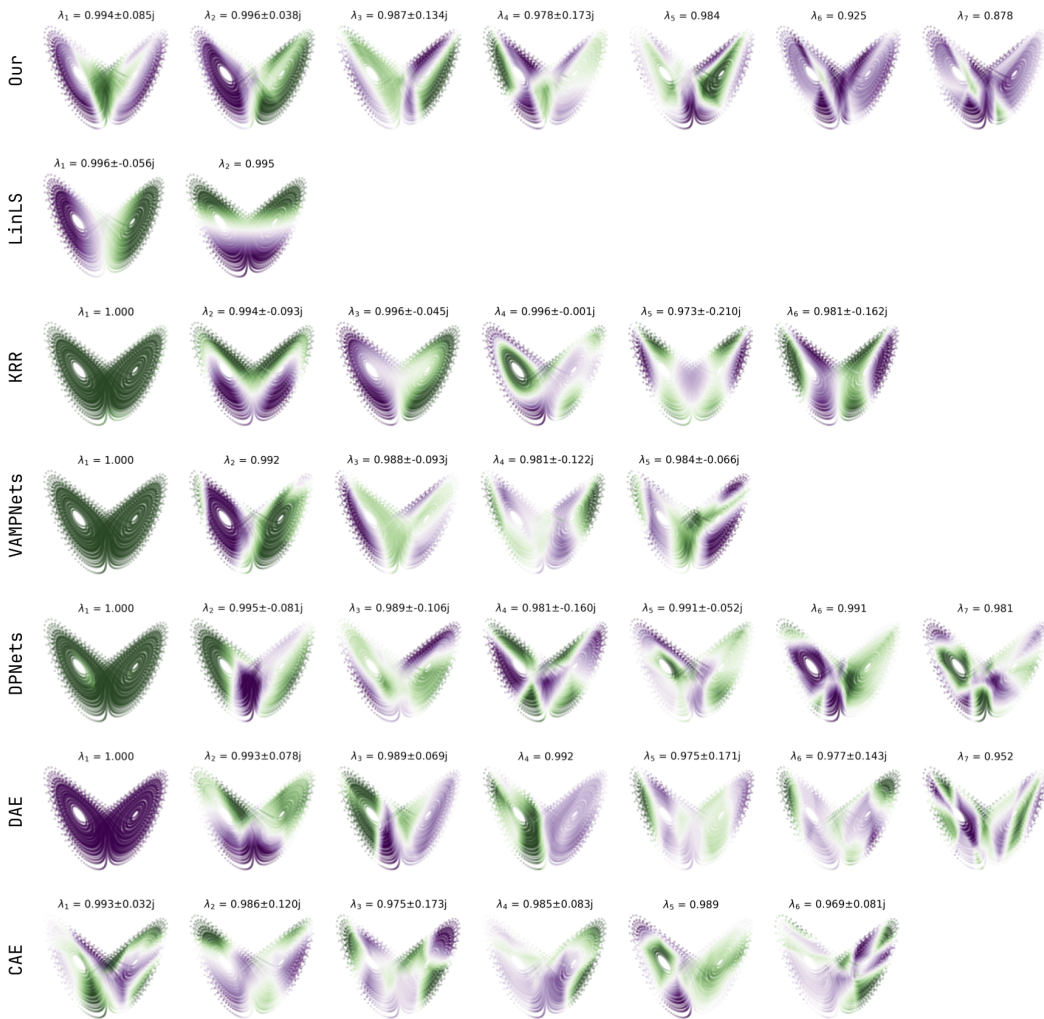 Our
λ1 = 0.994±0.085j
λ2 = 0.996±0.038j
λ3 = 0.987±0.134j
λ4 = 0.978±0.173j
λ5 = 0.984
λ6 = 0.925
λ7 = 0.878
LinLS
λ1 = 0.996±-0.056j
λ2 = 0.995
KRR
λ1 = 1.000
λ2 = 0.994±-0.093j
λ3 = 0.996±-0.045j
λ4 = 0.996±-0.001j
λ5 = 0.973±-0.210j
λ6 = 0.981±-0.162j
VAMPNets
λ1 = 1.000
λ2 = 0.992
λ3 = 0.988±-0.093j
λ4 = 0.981±-0.122j
λ5 = 0.984±-0.066j
DPNets
λ1 = 1.000
λ2 = 0.995±-0.081j
λ3 = 0.989±-0.106j
λ4 = 0.981±-0.160j
λ5 = 0.991±-0.052j
λ6 = 0.991
λ7 = 0.981
DAE
λ1 = 1.000
λ2 = 0.993±0.078j
λ3 = 0.989±0.069j
λ4 = 0.992
λ5 = 0.975±0.171j
λ6 = 0.977±0.143j
λ7 = 0.952
CAE
λ1 = 0.993±0.032j
λ2 = 0.986±0.120j
λ3 = 0.975±0.173j
λ4 = 0.985±0.083j
λ5 = 0.989
λ6 = 0.969±0.081j